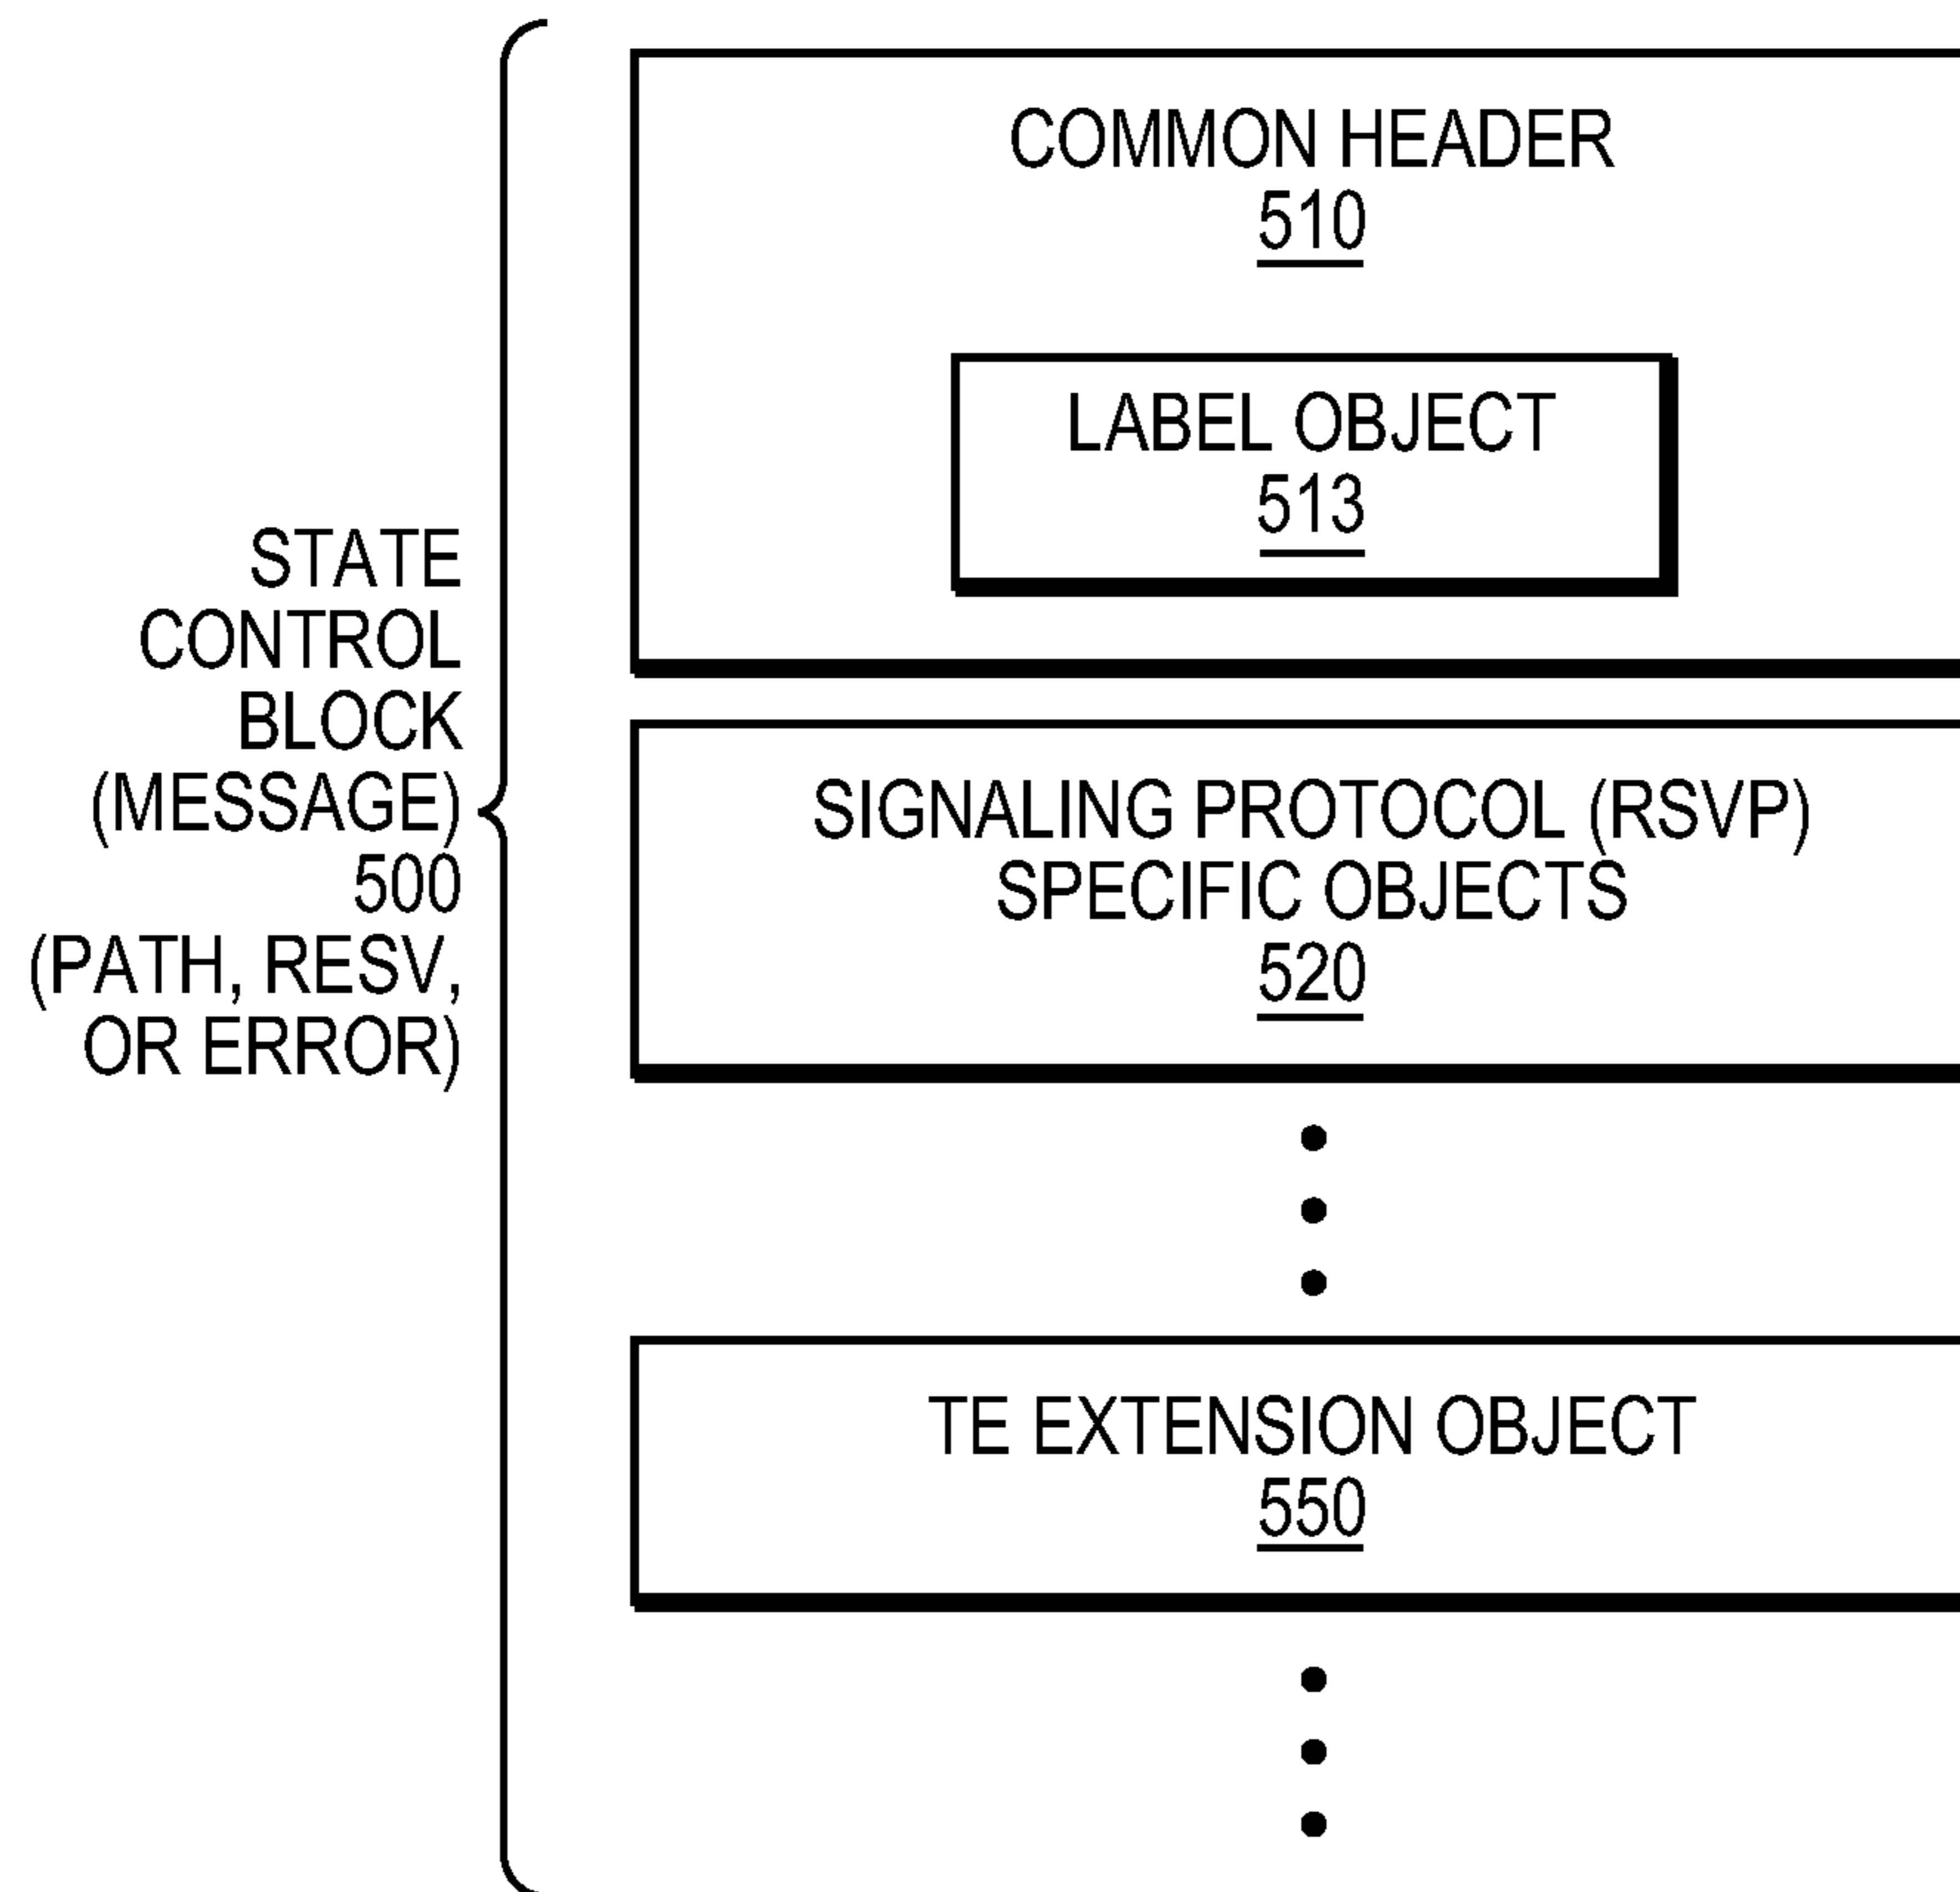 STATE
CONTROL
BLOCK
(MESSAGE)
500
(PATH, RESV,
OR ERROR)
COMMON HEADER
510
LABEL OBJECT
513
SIGNALING PROTOCOL (RSVP)
SPECIFIC OBJECTS
520
TE EXTENSION OBJECT
550